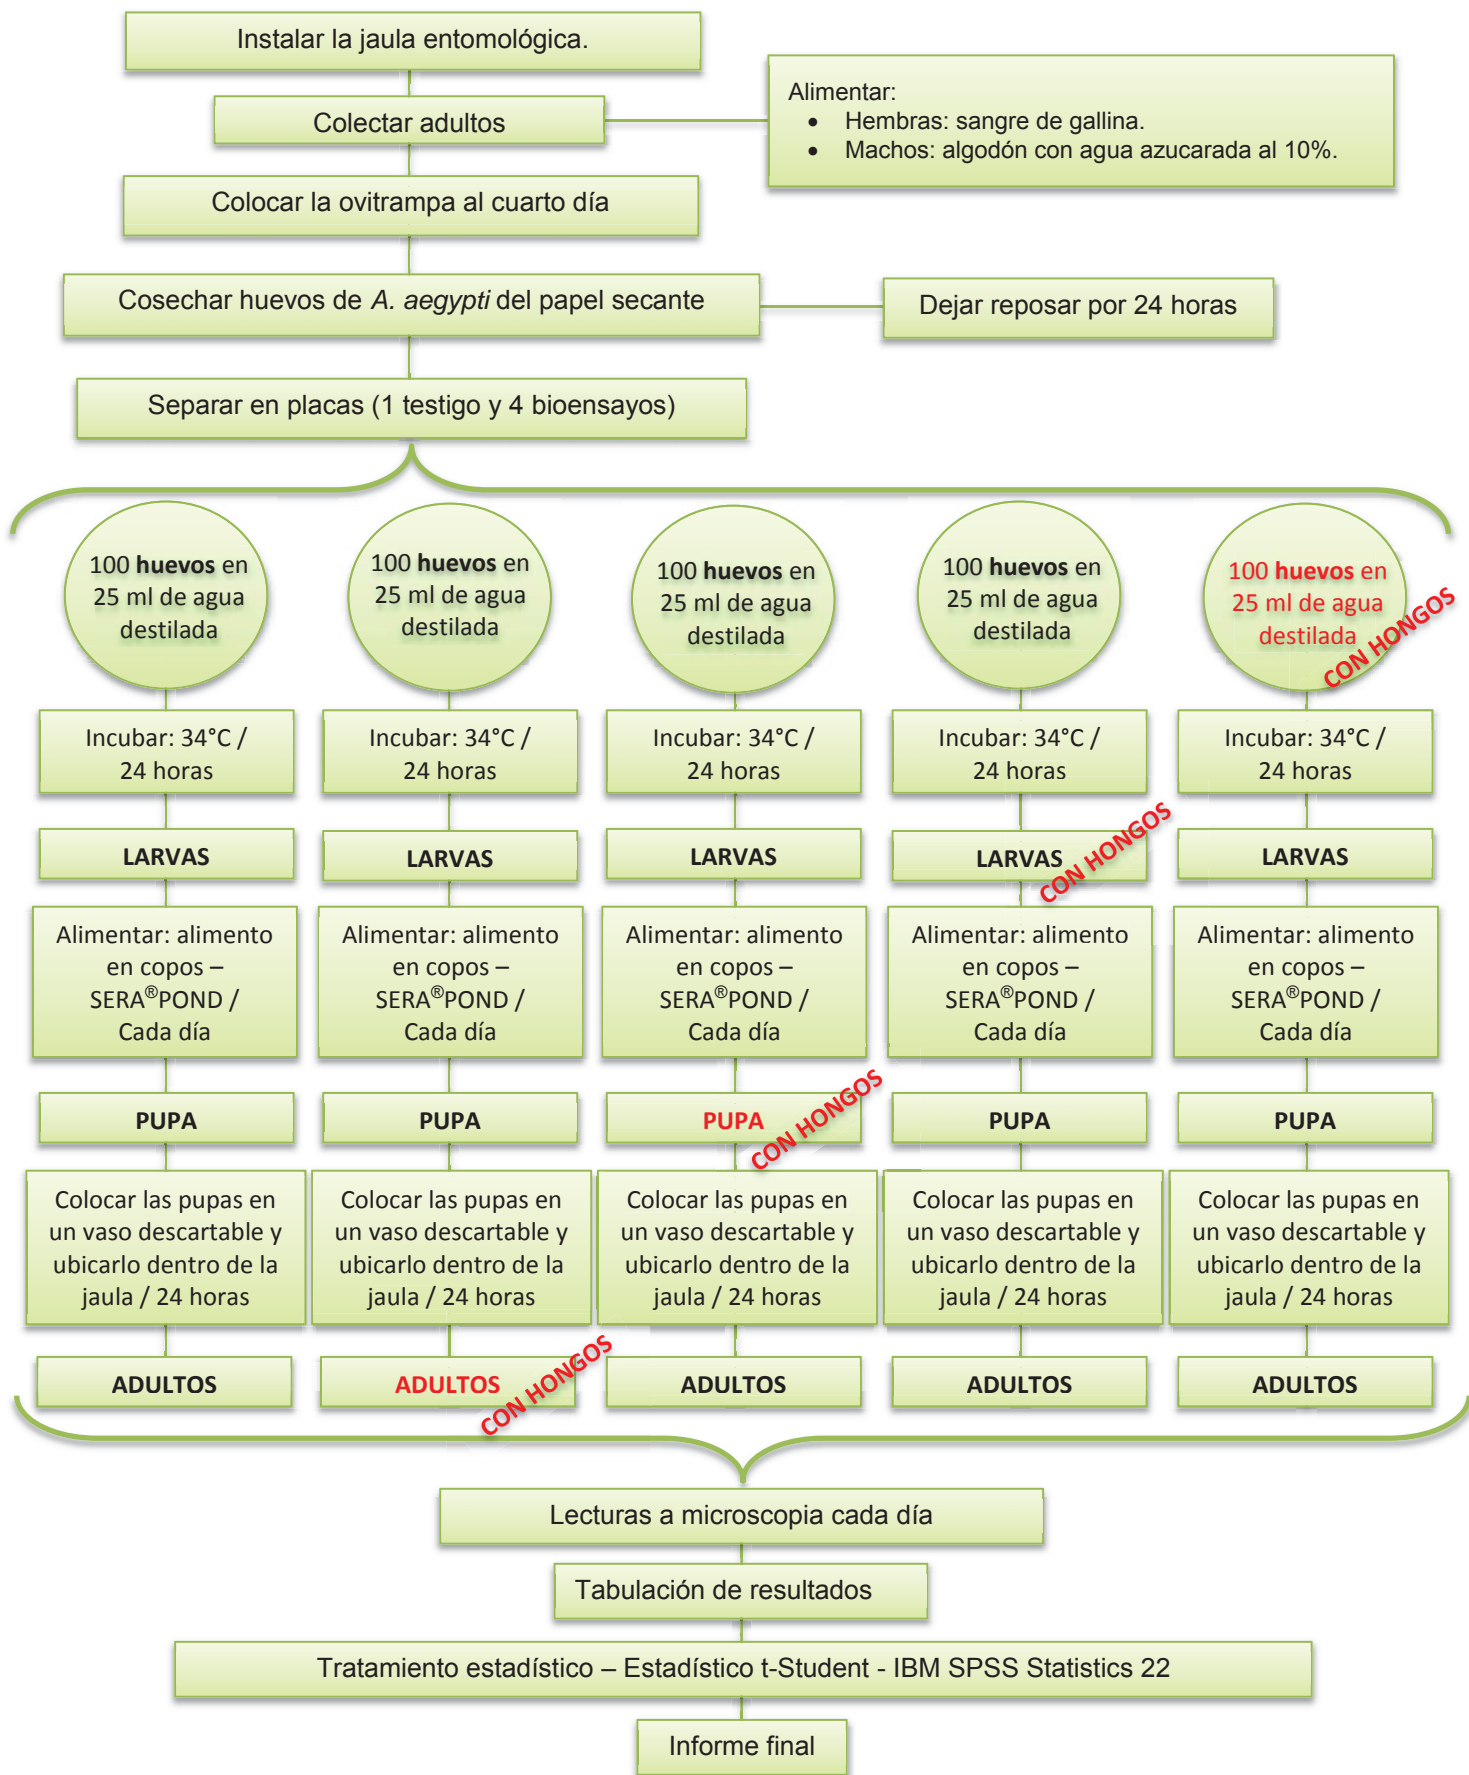 Instalar la jaula entomológica.
Colectar adultos
Alimentar:
• Hembras: sangre de gallina.
• Machos: algodón con agua azucarada al 10%.
Colocar la ovitrampa al cuarto día
Cosechar huevos de A. aegypti del papel secante
Dejar reposar por 24 horas
Separar en placas (1 testigo y 4 bioensayos)
100 huevos en
25 ml de agua
destilada
100 huevos en
25 ml de agua
destilada
100 huevos en
25 ml de agua
destilada
100 huevos en
25 ml de agua
destilada
100 huevos en
25 ml de agua
destilada
CON HONGOS
Incubar: 34°C /
24 horas
Incubar: 34°C /
24 horas
Incubar: 34°C /
24 horas
Incubar: 34°C /
24 horas
Incubar: 34°C /
24 horas
LARVAS
LARVAS
LARVAS
LARVAS
CON HONGOS
LARVAS
Alimentar: alimento
en copos –
SERA®POND /
Cada día
Alimentar: alimento
en copos –
SERA®POND /
Cada día
Alimentar: alimento
en copos –
SERA®POND /
Cada día
Alimentar: alimento
en copos –
SERA®POND /
Cada día
Alimentar: alimento
en copos –
SERA®POND /
Cada día
PUPA
PUPA
PUPA
CON HONGOS
PUPA
PUPA
Colocar las pupas en
un vaso descartable y
ubicarlo dentro de la
jaula / 24 horas
Colocar las pupas en
un vaso descartable y
ubicarlo dentro de la
jaula / 24 horas
Colocar las pupas en
un vaso descartable y
ubicarlo dentro de la
jaula / 24 horas
Colocar las pupas en
un vaso descartable y
ubicarlo dentro de la
jaula / 24 horas
Colocar las pupas en
un vaso descartable y
ubicarlo dentro de la
jaula / 24 horas
ADULTOS
ADULTOS
CON HONGOS
ADULTOS
ADULTOS
ADULTOS
Lecturas a microscopia cada día
Tabulación de resultados
Tratamiento estadístico – Estadístico t-Student - IBM SPSS Statistics 22
Informe final